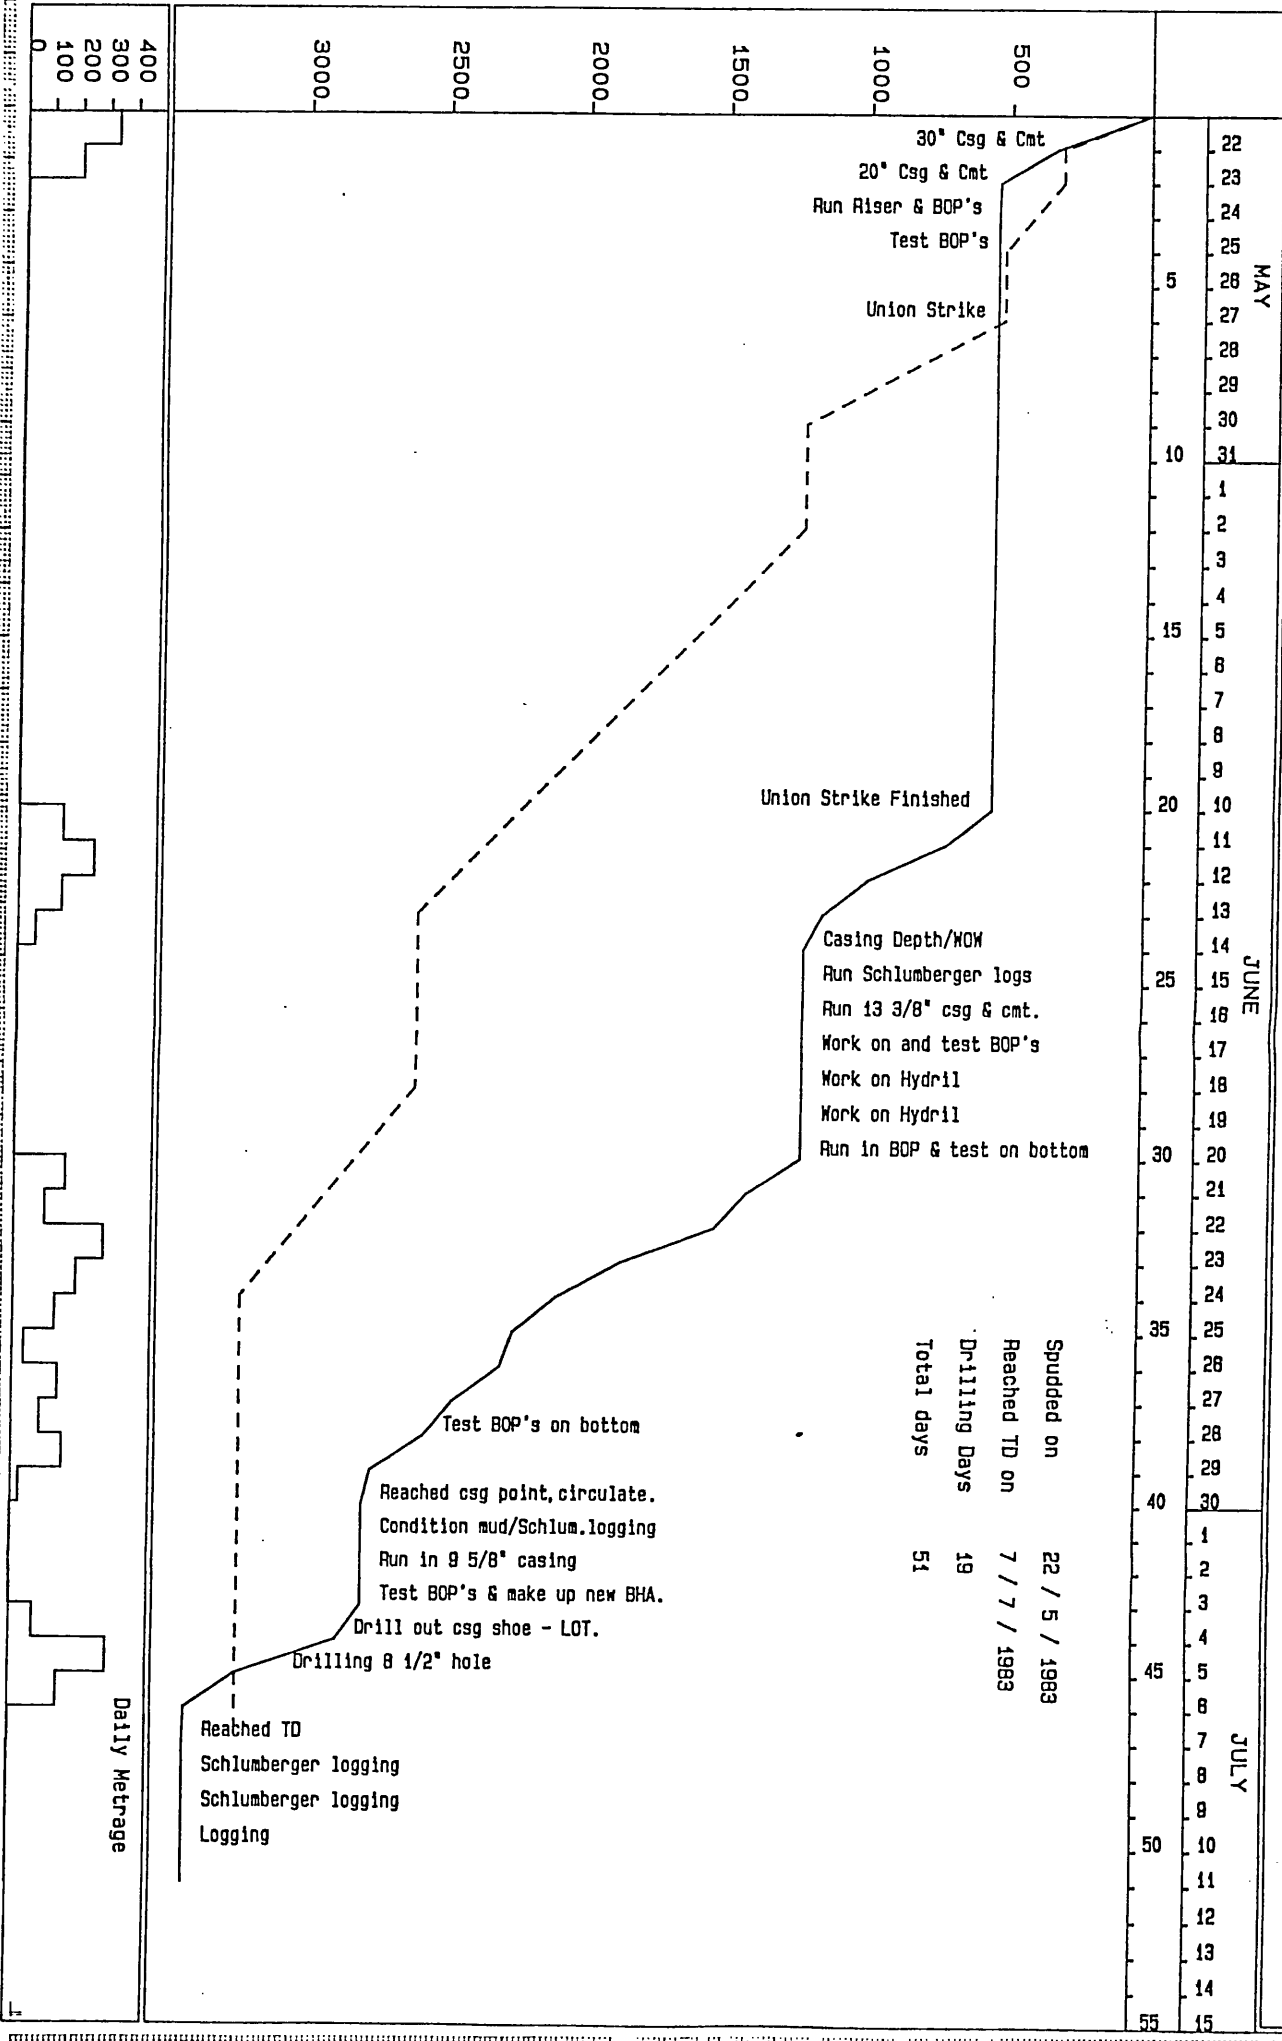 0
100
200
300
400
3000
2500
2000
1500
1000
500
MAY
22
23
24
25
26
27
28
29
30
31
JUNE
1
2
3
4
5
6
7
8
9
10
11
12
13
14
15
16
17
18
19
20
21
22
23
24
25
26
27
28
29
30
JULY
1
2
3
4
5
6
7
8
9
10
11
12
13
14
15
5
10
15
20
25
30
35
40
45
50
55
30" Csg & Cmt
20" Csg & Cmt
Run Riser & BOP's
Test BOP's
Union Strike
Union Strike Finished
Casing Depth/WOW
Run Schlumberger logs
Run 13 3/8" csg & cmt.
Work on and test BOP's
Work on Hydril
Work on Hydril
Run in BOP & test on bottom
Test BOP's on bottom
Reached csg point, circulate.
Condition mud/Schlum.logging
Run in 9 5/8" casing
Test BOP's & make up new BHA.
Drill out csg shoe - LOT.
Drilling 8 1/2" hole
Reached TD
Schlumberger logging
Schlumberger logging
Logging
Spudded on 22 / 5 / 1983
Reached TD on 7 / 7 / 1983
Drilling Days 19
Total days 51
Daily Metrage